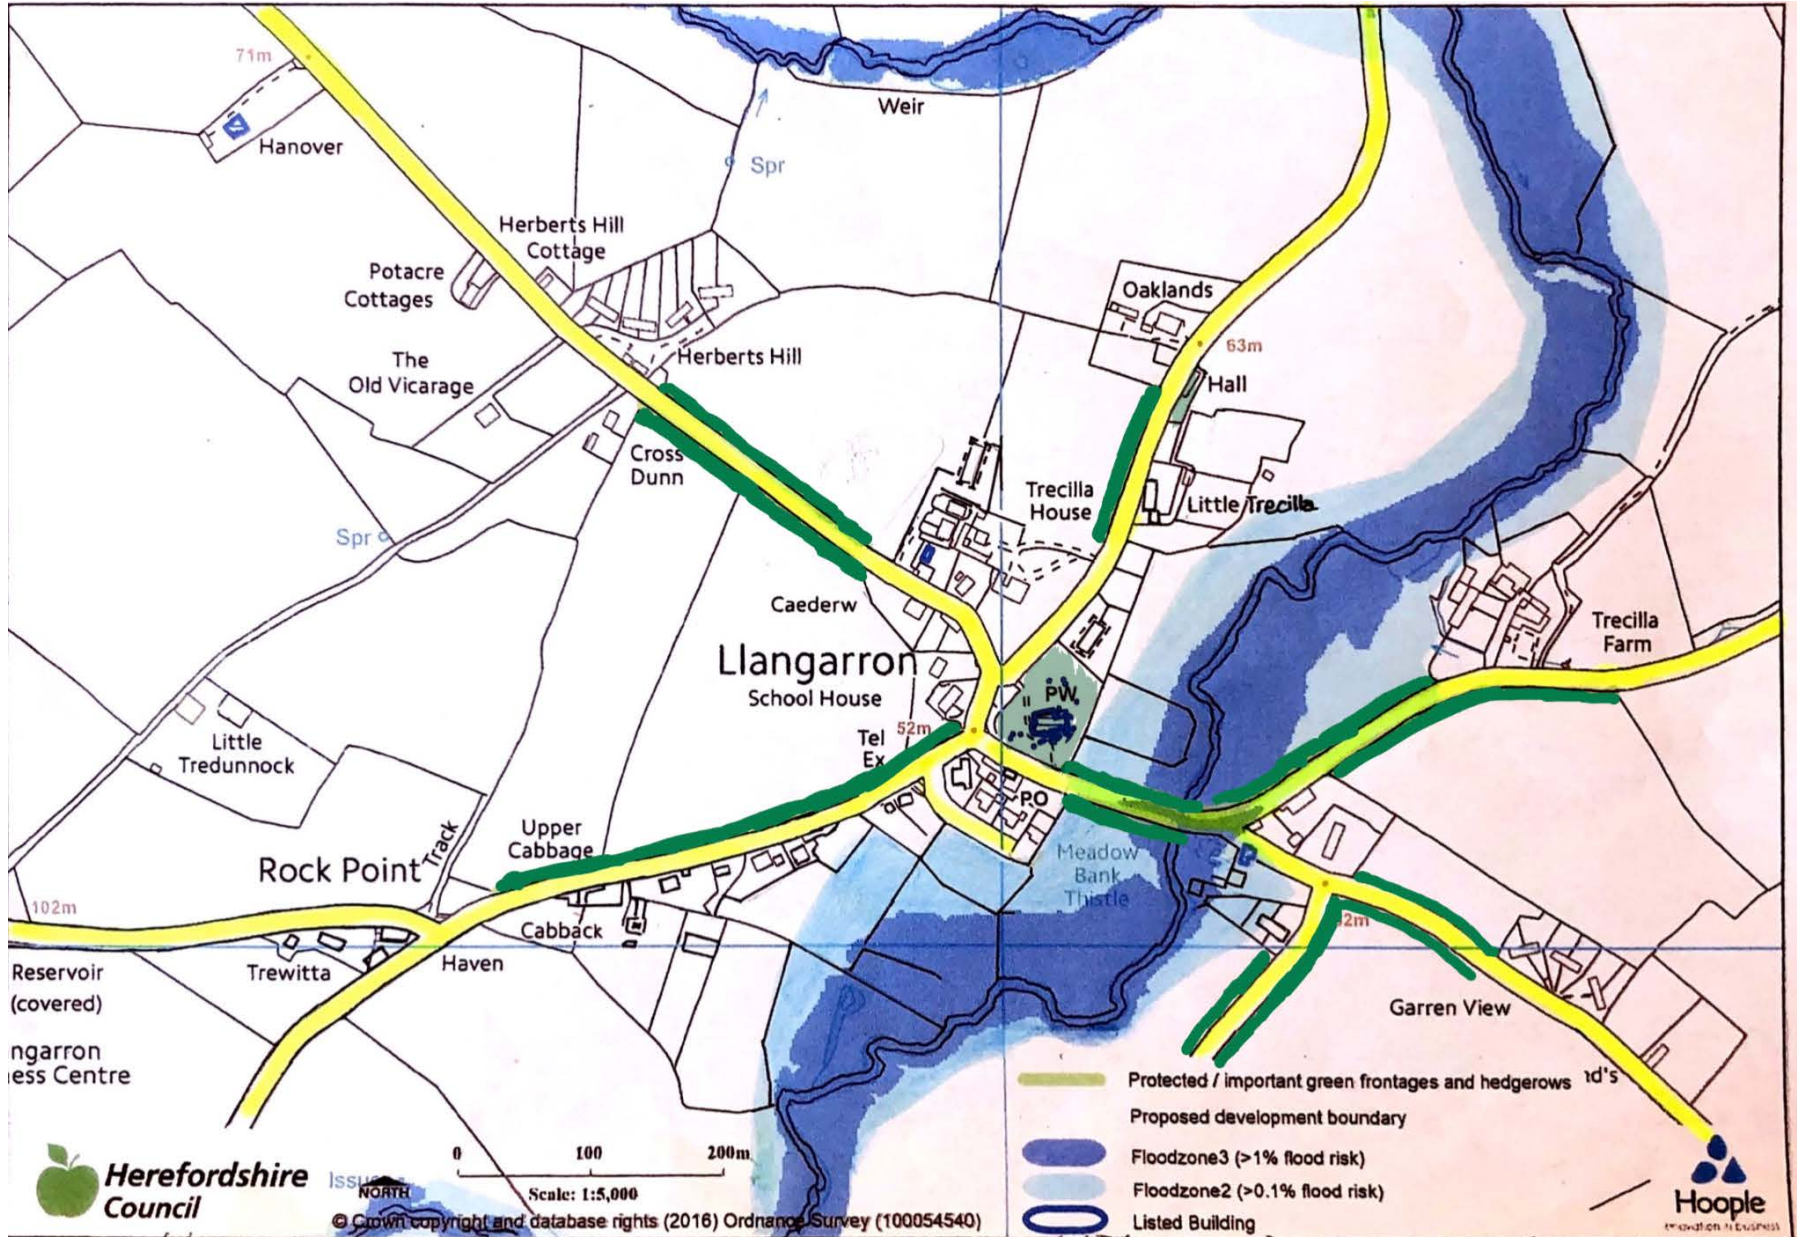 71m
Hanover
Weir
Spr
Herberts Hill
Cottage
Potacre
Cottages
The
Old Vicarage
Herberts Hill
Oaklands
63m
Hall
Cross
Dunn
Trecilla
House
Little Trecilla
Spr
Caederw
Trecilla
Farm
Llangarron
School House
PW
52m
Tel
Ex
Little
Tredunnock
PO
Upper
Cabbage
Track
Rock Point
Meadow
Bank
Thistle
102m
Cabback
Reservoir
(covered)
Trewitta
Haven
Garren View
ngarron
ess Centre
Protected / important green frontages and hedgerows
Proposed development boundary
Floodzone3 (>1% flood risk)
Floodzone2 (>0.1% flood risk)
Listed Building
Herefordshire
Council
NORTH
0 100 200m
Scale: 1:5,000
© Crown copyright and database rights (2016) Ordnance Survey (100054540)
Hoople